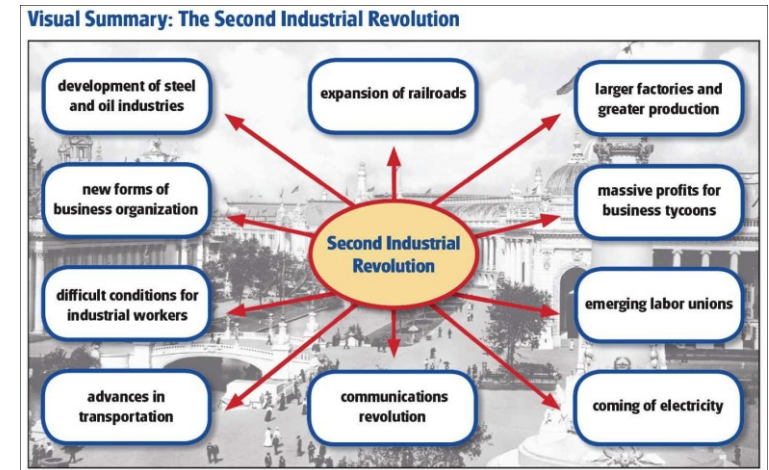 Visual Summary: The Second Industrial Revolution
development of steel
and oil industries
expansion of railroads
larger factories and
greater production
new forms of
business organization
massive profits for
business tycoons
Second Industrial
Revolution
difficult conditions for
industrial workers
emerging labor unions
advances in
transportation
communications
revolution
coming of electricity